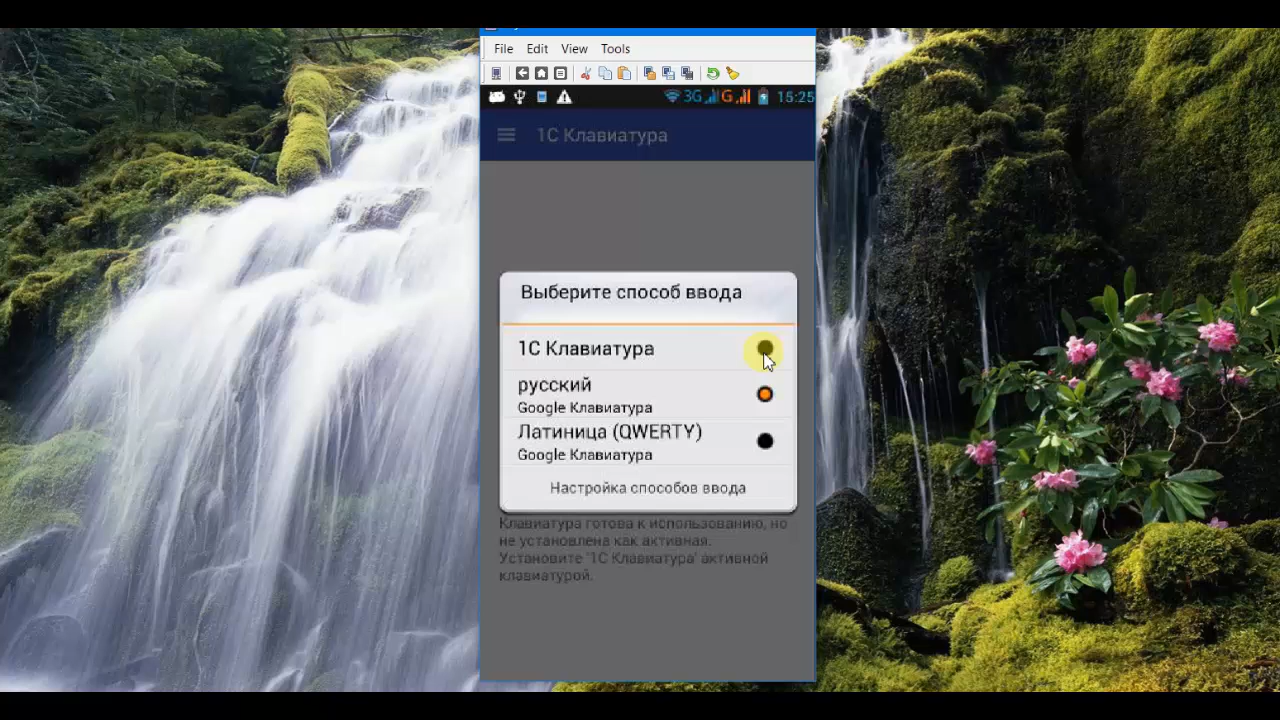 File Edit View Tools
3G G 15:25
1С Клавиатура
Выберите способ ввода
1С Клавиатура
русский
Google Клавиатура
Латиница (QWERTY)
Google Клавиатура
Настройка способов ввода
Клавиатура готова к использованию, но
не установлена как активная.
Установите '1С Клавиатура' активной
клавиатурой.